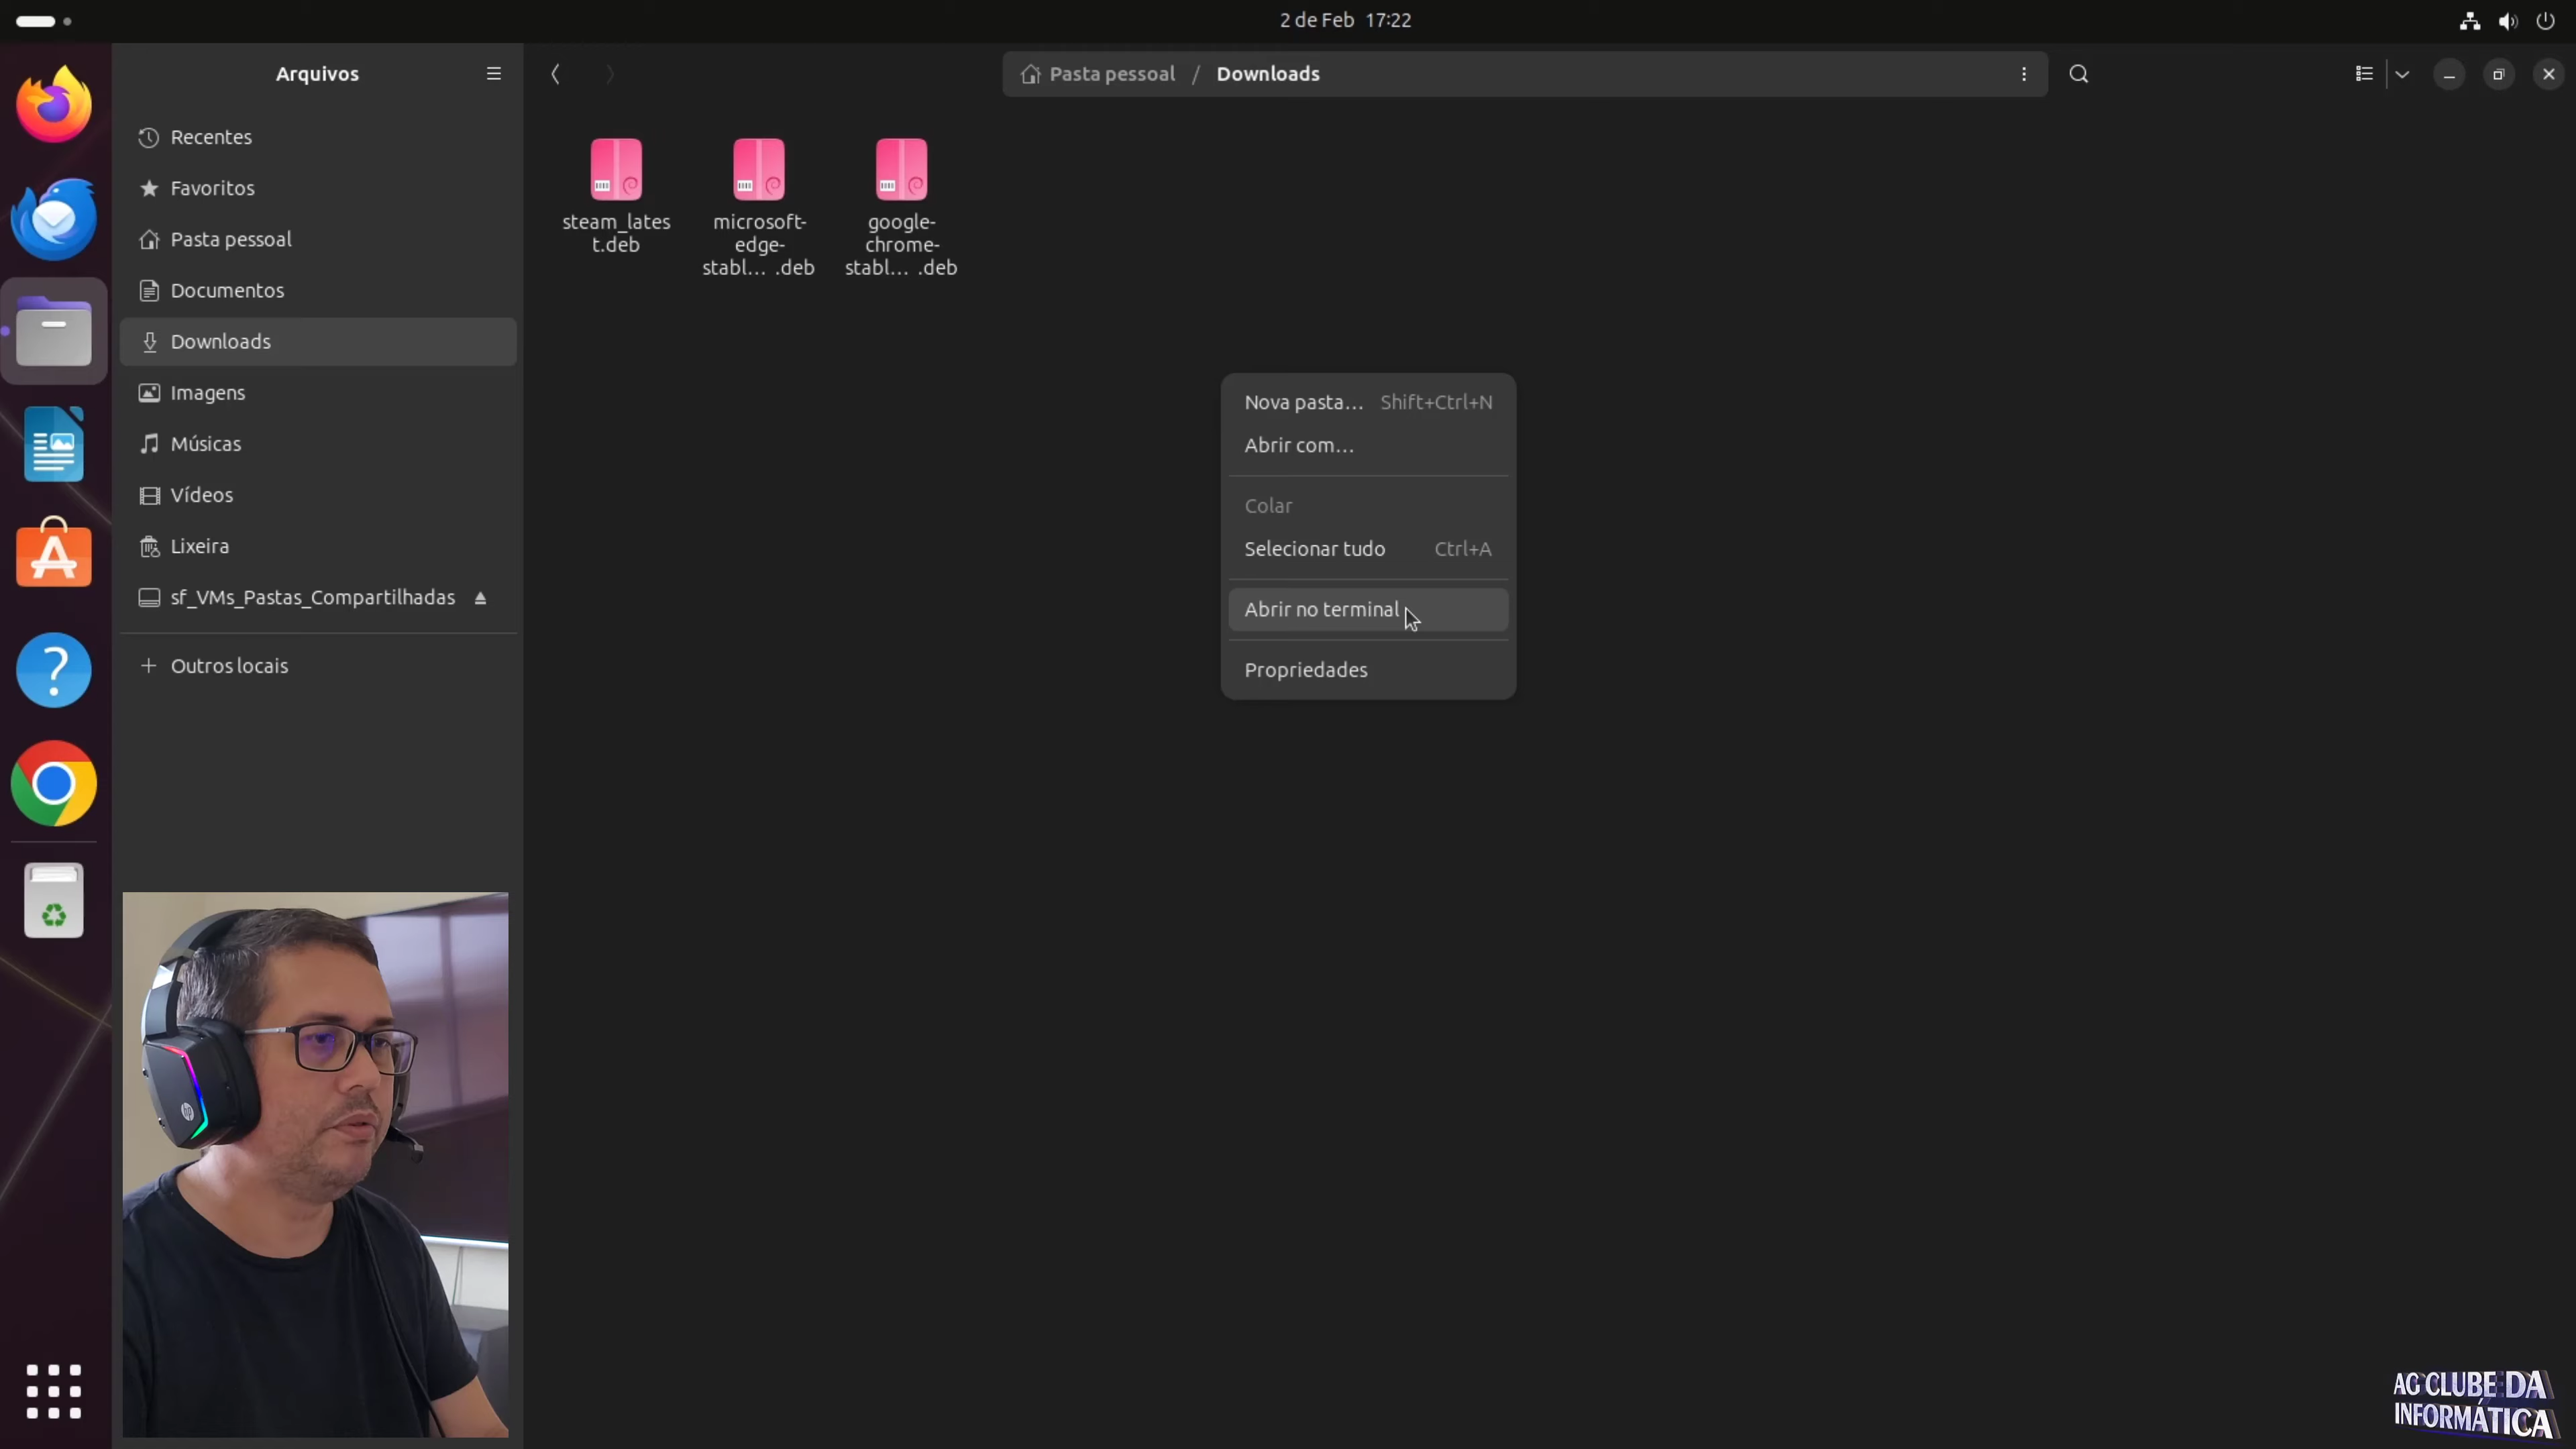 2 de Feb 17:22
Arquivos
Pasta pessoal / Downloads
Recentes
Favoritos
Pasta pessoal
Documentos
Downloads
Imagens
Músicas
Vídeos
Lixeira
sf_VMs_Pastas_Compartilhadas
Outros locais
steam_lates
t.deb
microsoft-
edge-
stabl... .deb
google-
chrome-
stabl... .deb
Nova pasta... Shift+Ctrl+N
Abrir com...
Colar
Selecionar tudo Ctrl+A
Abrir no terminal
Propriedades
hp
AG CLUBE DA
INFORMÁTICA